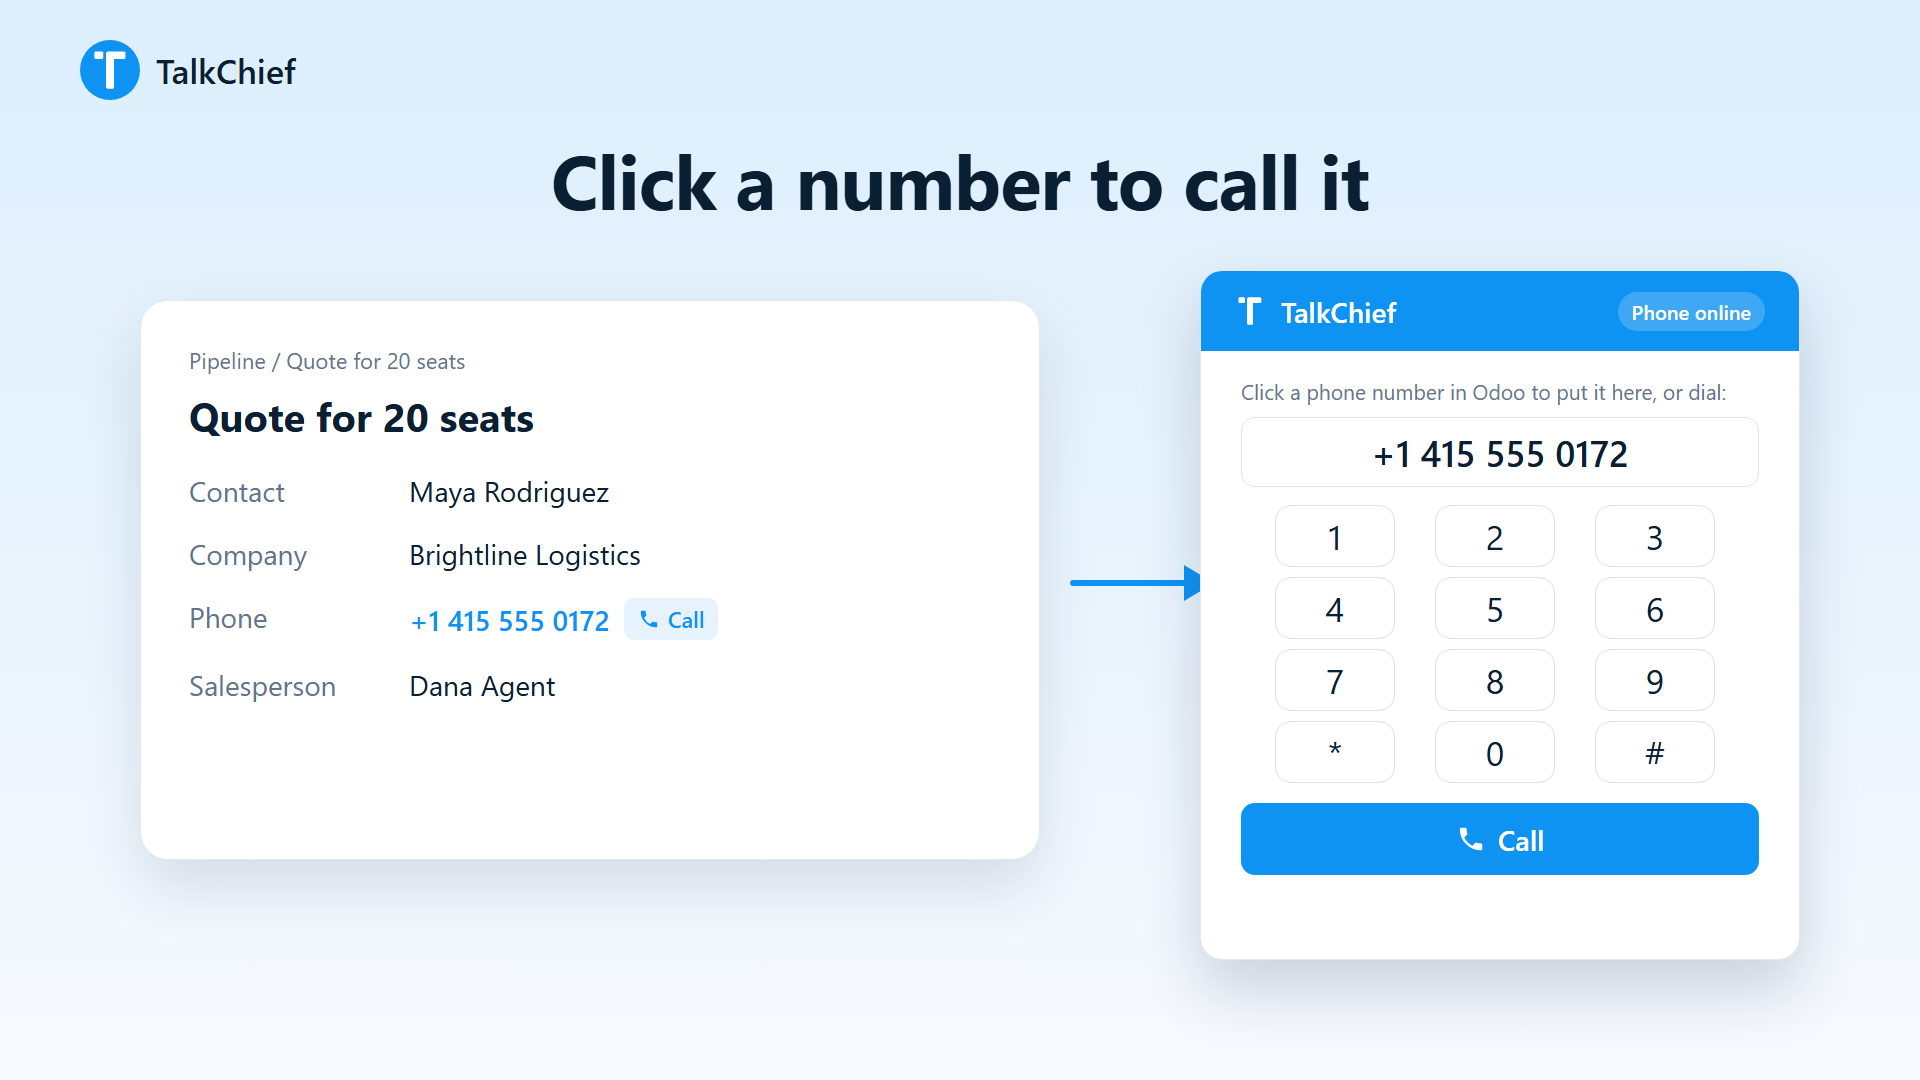 TalkChief
Click a number to call it
Pipeline / Quote for 20 seats
Quote for 20 seats
Contact Maya Rodriguez
Company Brightline Logistics
Phone +1 415 555 0172 Call
Salesperson Dana Agent
TalkChief Phone online
Click a phone number in Odoo to put it here, or dial:
+1 415 555 0172
1 2 3
4 5 6
7 8 9
* 0 #
Call